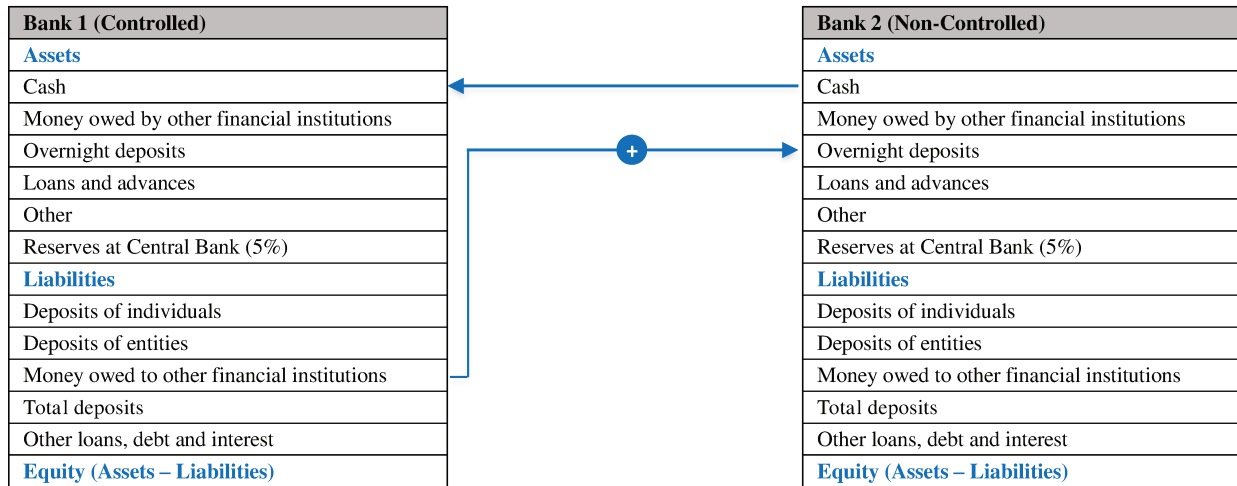 Bank 1 (Controlled)
Assets
Cash
Money owed by other financial institutions
Overnight deposits
Loans and advances
Other
Reserves at Central Bank (5%)
Liabilities
Deposits of individuals
Deposits of entities
Money owed to other financial institutions
Total deposits
Other loans, debt and interest
Equity (Assets – Liabilities)
+
Bank 2 (Non-Controlled)
Assets
Cash
Money owed by other financial institutions
Overnight deposits
Loans and advances
Other
Reserves at Central Bank (5%)
Liabilities
Deposits of individuals
Deposits of entities
Money owed to other financial institutions
Total deposits
Other loans, debt and interest
Equity (Assets – Liabilities)